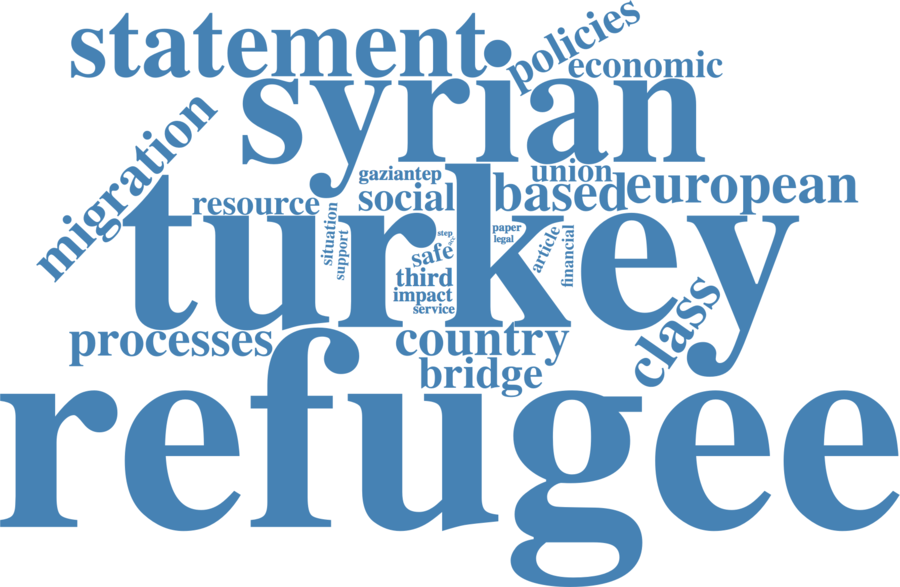 statement
policies
economic
syrian
migration
gaziantep
union
resource
social
based
european
turkey
situation
support
step
safe
paper
legal
article
financial
third
impact
service
processes
country
class
bridge
refugee